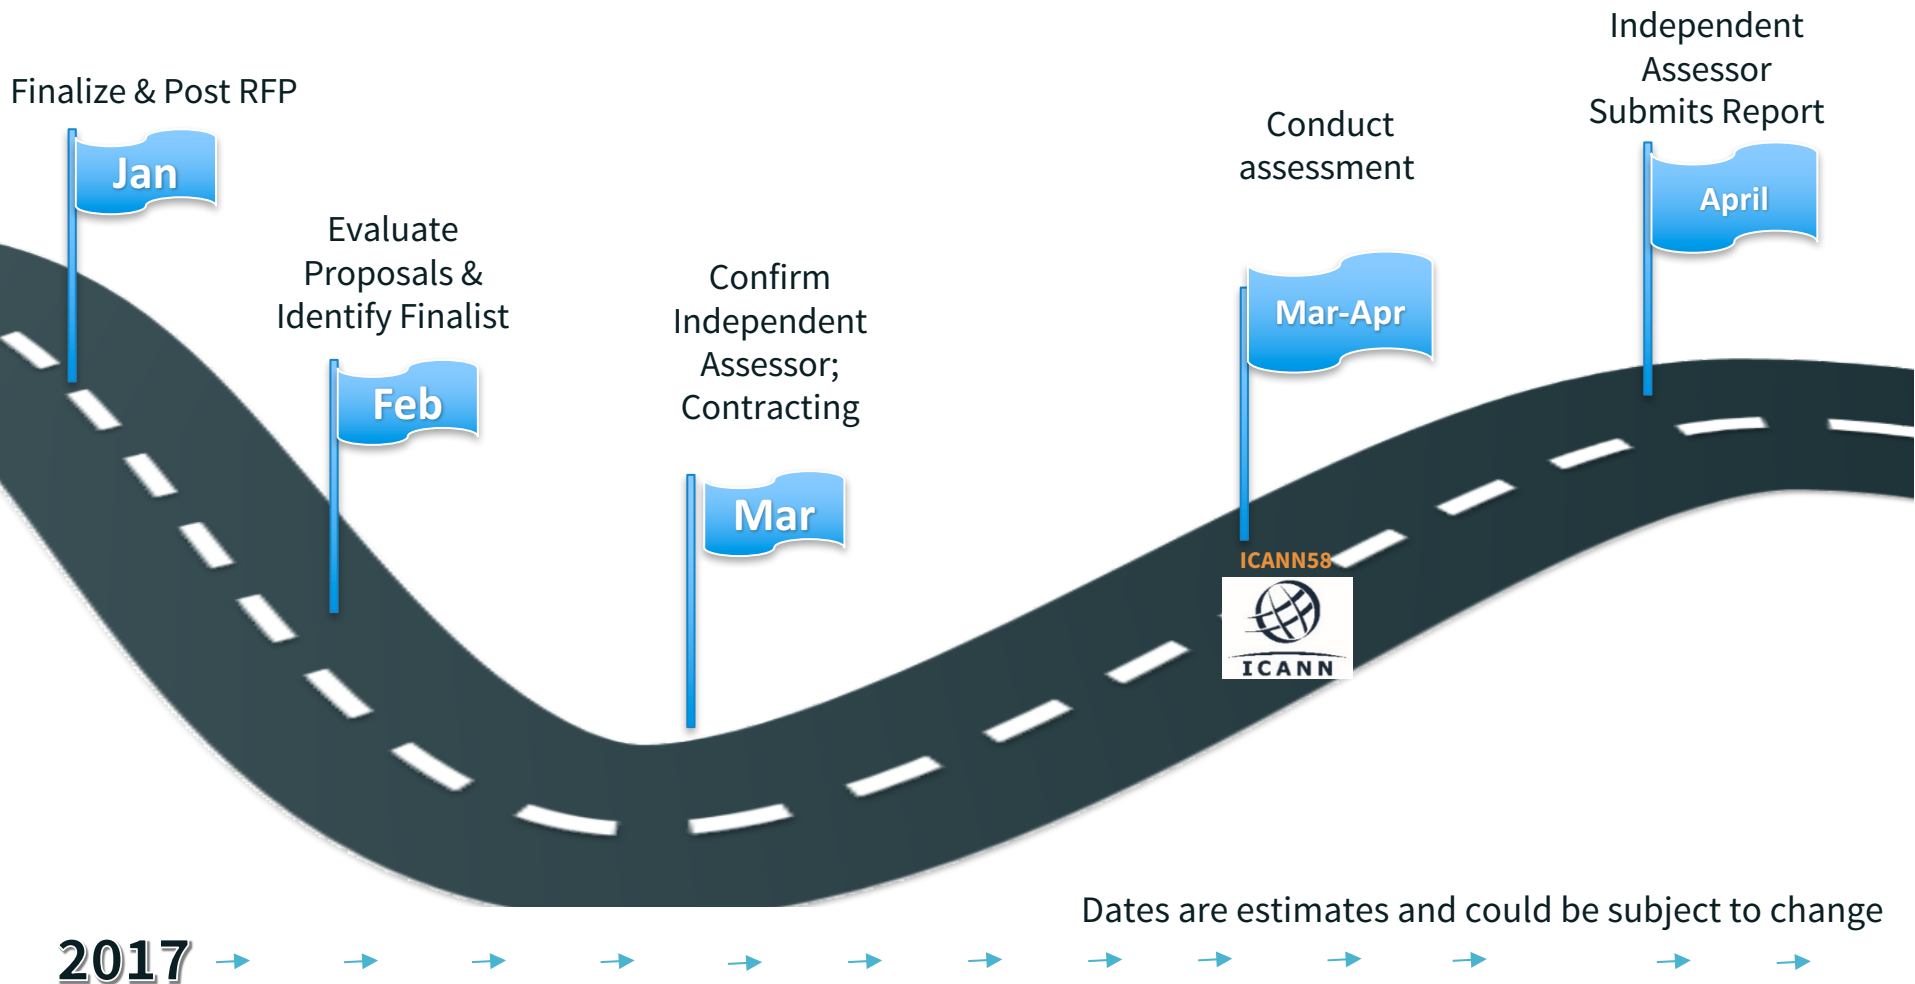 Finalize & Post RFP
Jan
Evaluate
Proposals &
Identify Finalist
Feb
Confirm
Independent
Assessor;
Contracting
Mar
Conduct
assessment
Mar-Apr
ICANN58
ICANN
Independent
Assessor
Submits Report
April
Dates are estimates and could be subject to change
2017